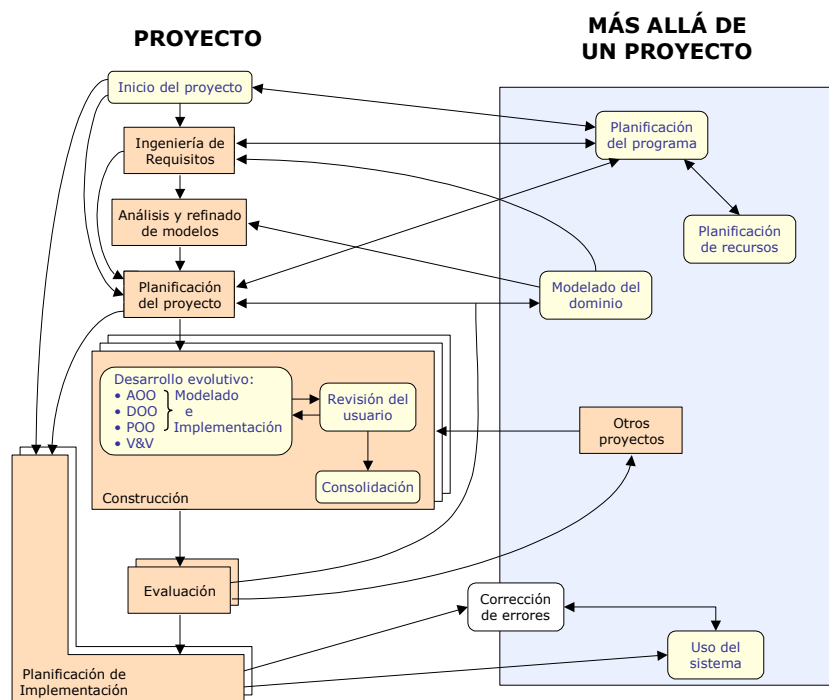 PROYECTO
MÁS ALLÁ DE
UN PROYECTO
Inicio del proyecto
Ingeniería de
Requisitos
Análisis y refinado
de modelos
Planificación
del proyecto
Planificación
del programa
Planificación
de recursos
Modelado del
dominio
Desarrollo evolutivo:
• AOO
• DOO
• POO
• V&V
Modelado
e
Implementación
Revisión del
usuario
Consolidación
Construcción
Otros
proyectos
Evaluación
Corrección
de errores
Uso del
sistema
Planificación de
Implementación